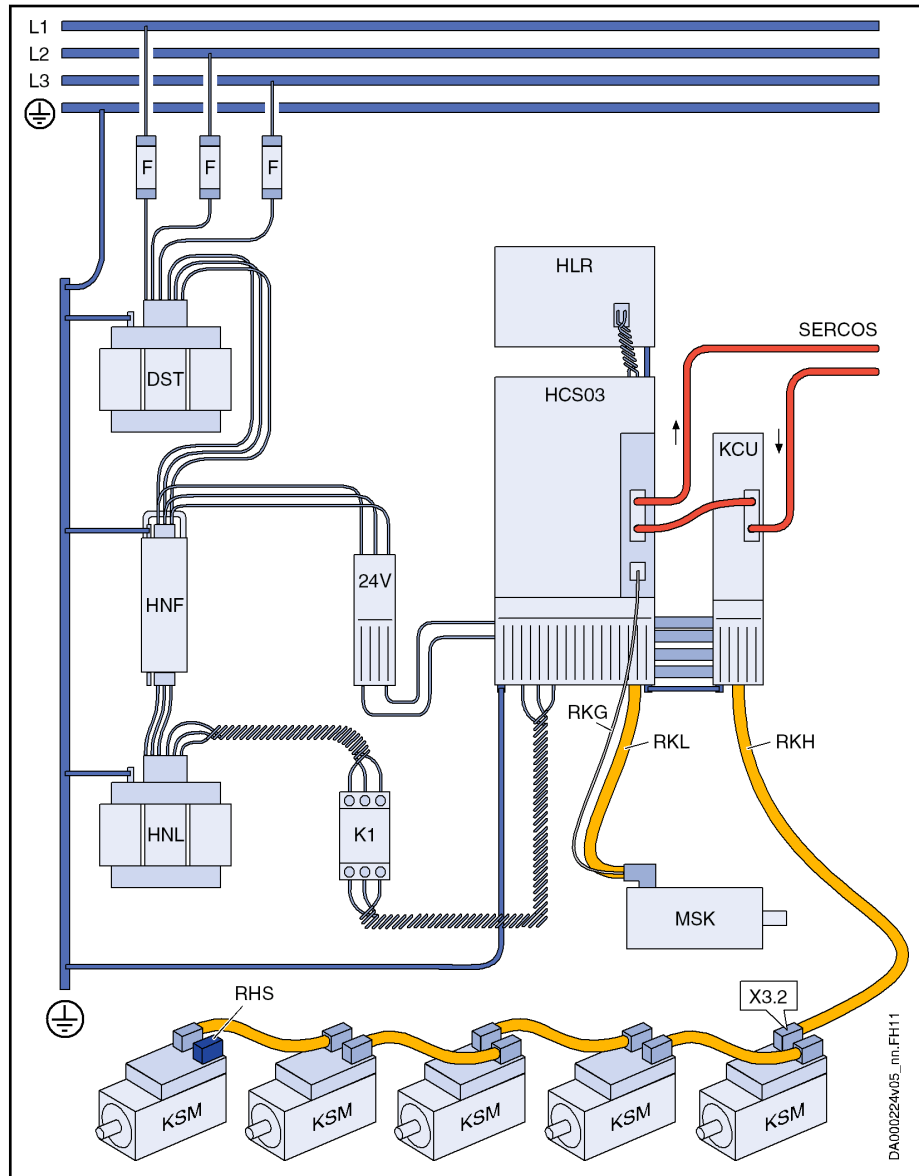 L1
L2
L3
F
F
F
HLR
SERCOS
DST
HCS03
KCU
24V
HNF
RKG
RKL
RKH
HNL
K1
MSK
RHS
X3.2
KSM
KSM
KSM
KSM
KSM
DA000224v05_nn.FH11